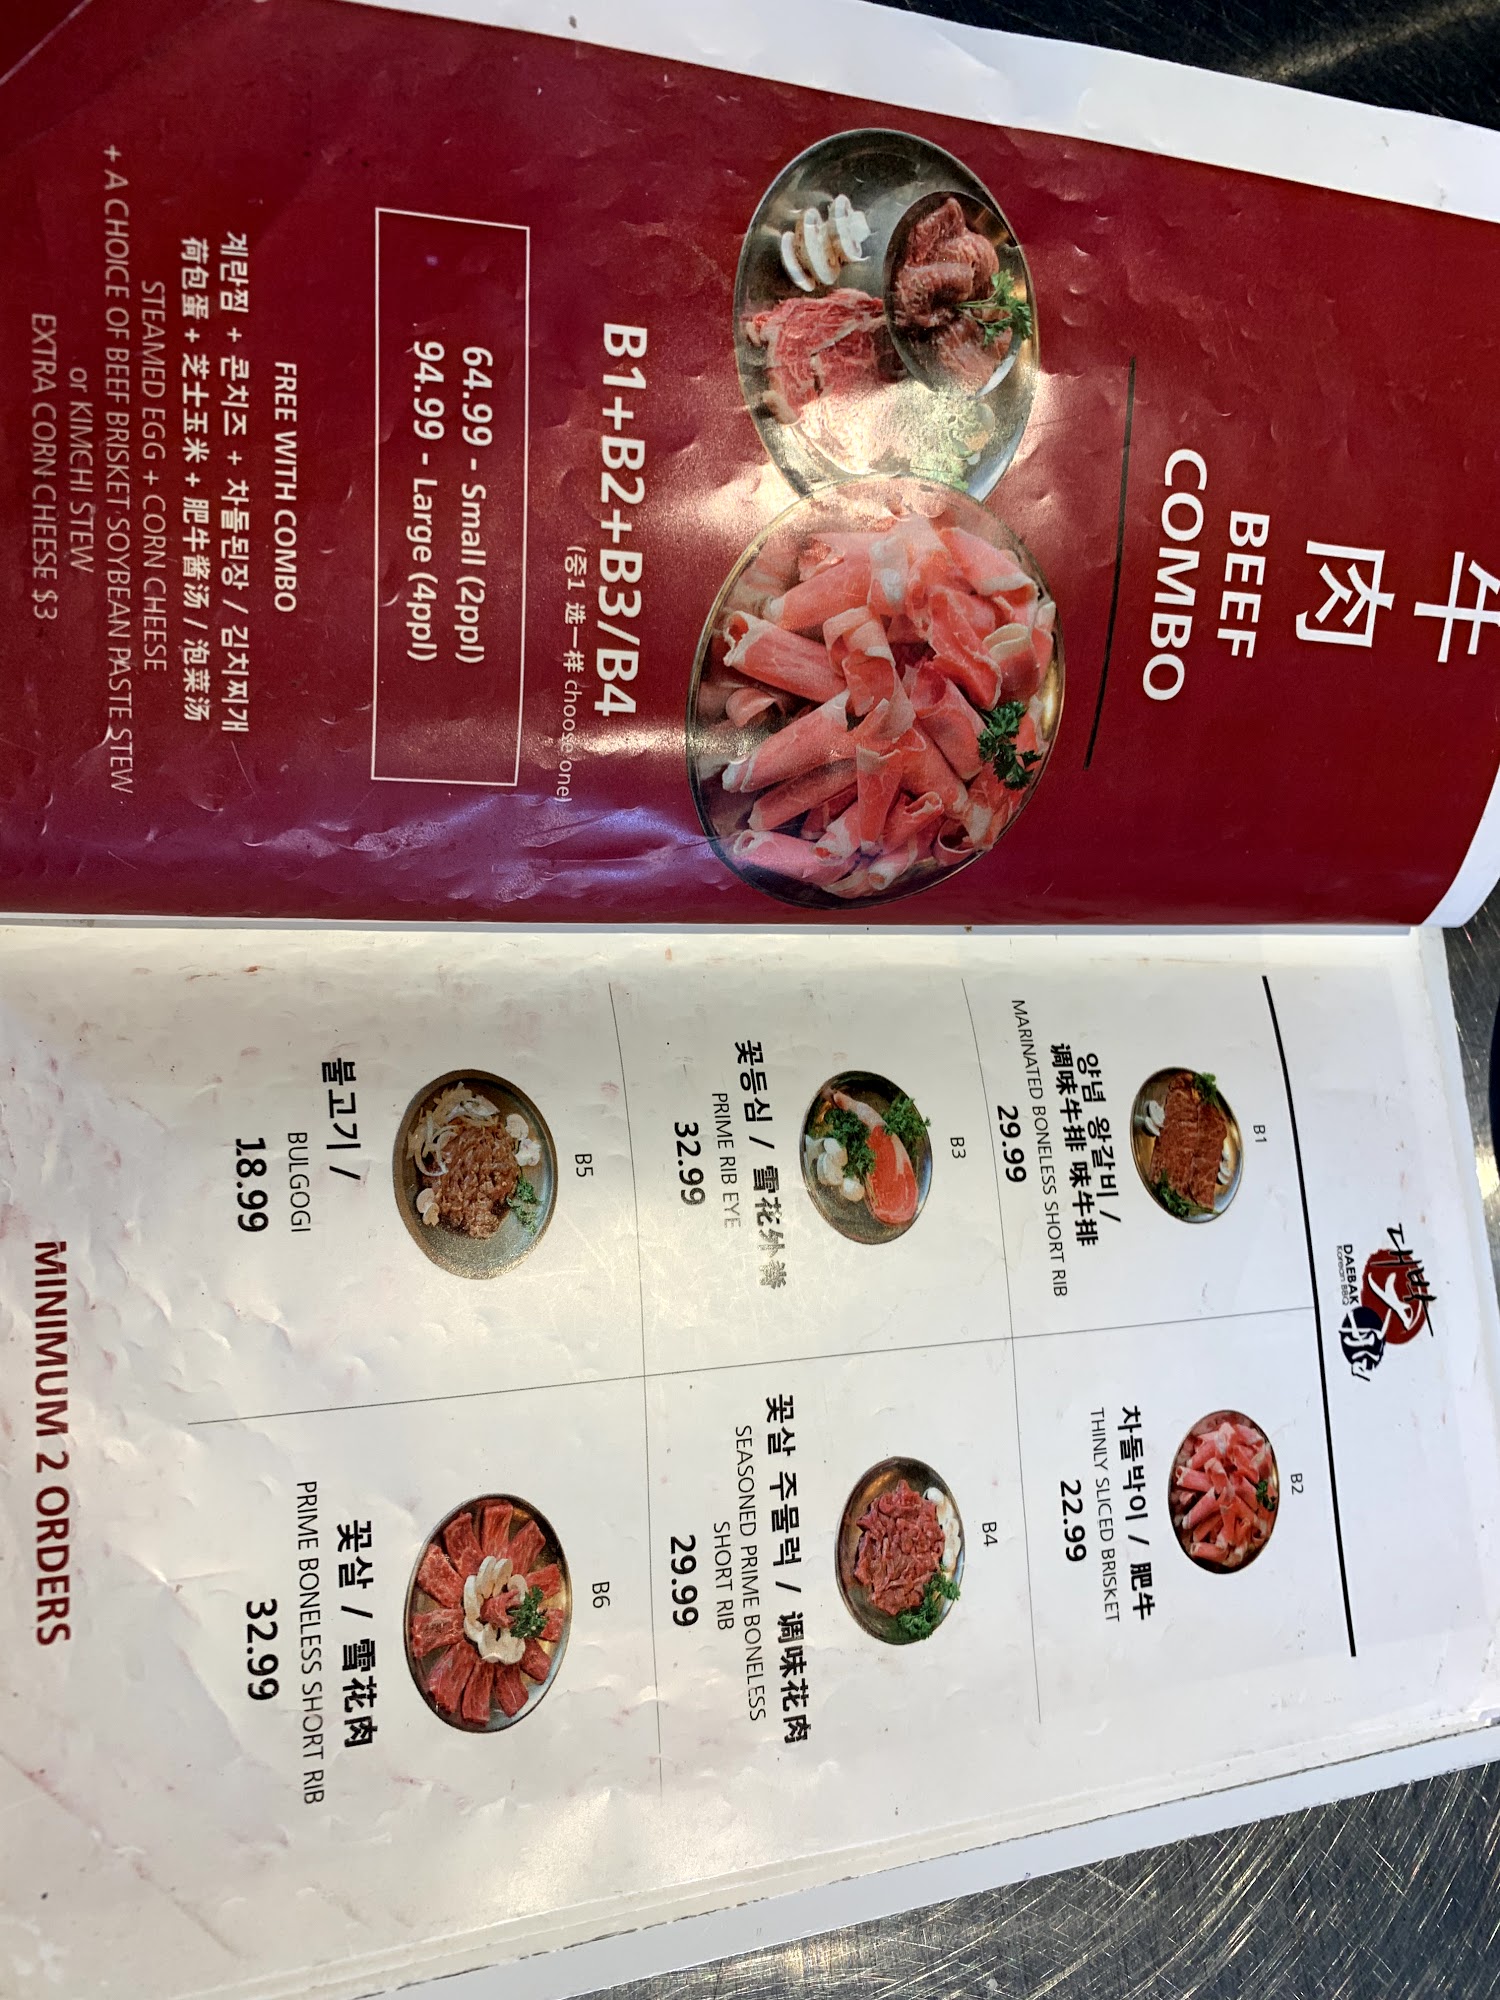 牛
肉
BEEF
COMBO
B1+B2+B3/B4
(중1 选一样 choose one)
64.99 - Small (2ppl)
94.99 - Large (4ppl)
FREE WITH COMBO
계란찜 + 콘치즈 + 차돌된장 / 김치찌개
荷包蛋 + 芝士玉米 + 肥牛酱汤 / 泡菜汤
STEAMED EGG + CORN CHEESE
+ A CHOICE OF BEEF BRISKET SOYBEAN PASTE STEW
or KIMCHI STEW
EXTRA CORN CHEESE $3
대박
DAEBAK
Korean BBQ
B1
양념 왕갈비 /
调味牛排 味牛排
MARINATED BONELESS SHORT RIB
29.99
B2
차돌박이 / 肥牛
THINLY SLICED BRISKET
22.99
B3
꽃등심 / 雪花外脊
PRIME RIB EYE
32.99
B4
꽃살 주물럭 / 调味花肉
SEASONED PRIME BONELESS
SHORT RIB
29.99
B5
불고기 /
BULGOGI
18.99
B6
꽃살 / 雪花肉
PRIME BONELESS SHORT RIB
32.99
MINIMUM 2 ORDERS